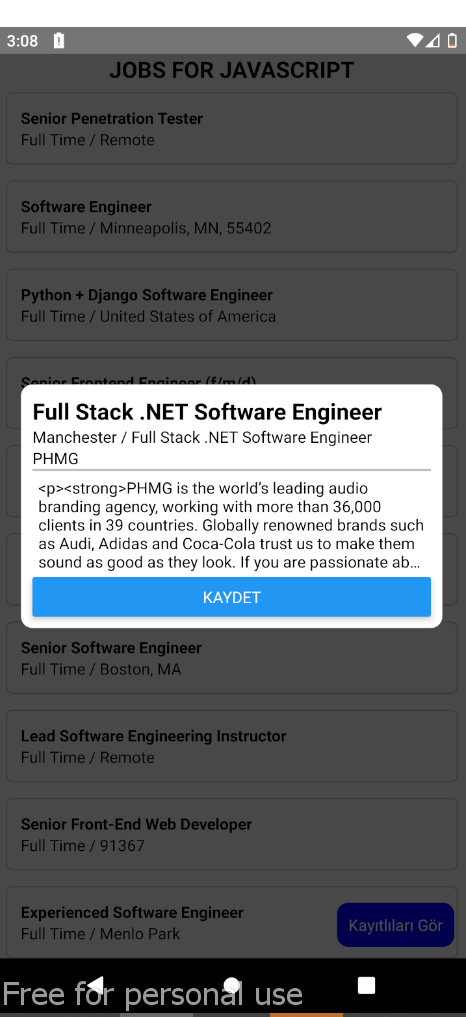 3:08
JOBS FOR JAVASCRIPT
Senior Penetration Tester
Full Time / Remote
Software Engineer
Full Time / Minneapolis, MN, 55402
Python + Django Software Engineer
Full Time / United States of America
Senior Frontend Engineer (f/m/d)
Full Stack .NET Software Engineer
Manchester / Full Stack .NET Software Engineer
PHMG
<p><strong>PHMG is the world's leading audio
branding agency, working with more than 36,000
clients in 39 countries. Globally renowned brands such
as Audi, Adidas and Coca-Cola trust us to make them
sound as good as they look. If you are passionate ab...
KAYDET
Senior Software Engineer
Full Time / Boston, MA
Lead Software Engineering Instructor
Full Time / Remote
Senior Front-End Web Developer
Full Time / 91367
Experienced Software Engineer
Full Time / Menlo Park
Kayıtlıları Gör
Free for personal use